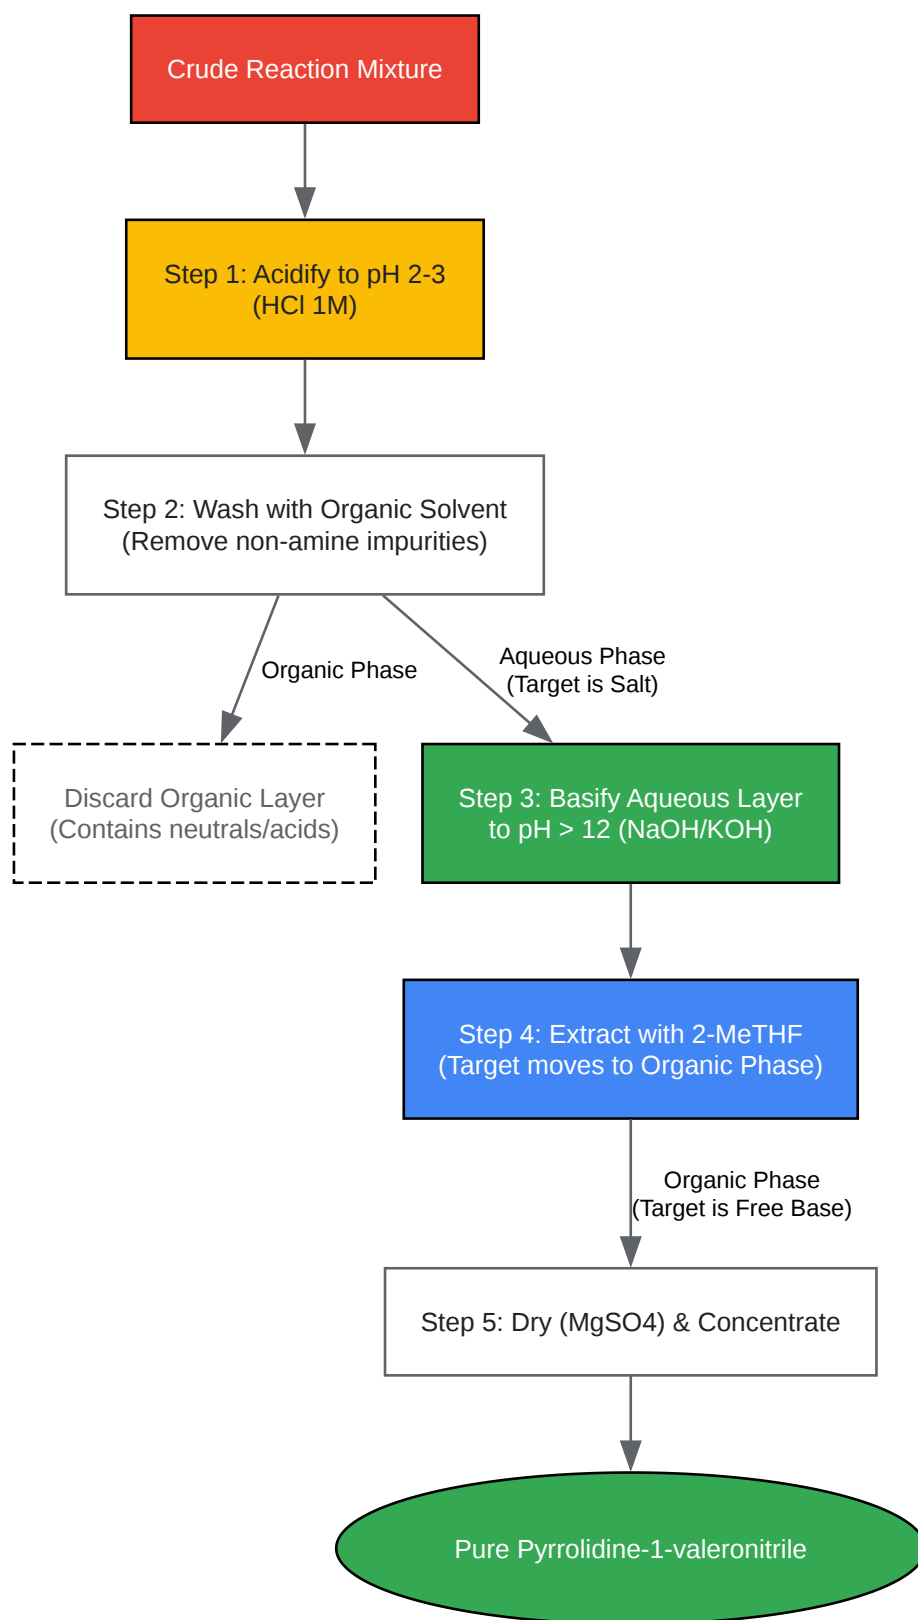 Crude Reaction Mixture
Step 1: Acidify to pH 2-3
(HCl 1M)
Step 2: Wash with Organic Solvent
(Remove non-amine impurities)
Organic Phase
Aqueous Phase
(Target is Salt)
Discard Organic Layer
(Contains neutrals/acids)
Step 3: Basify Aqueous Layer
to pH > 12 (NaOH/KOH)
Step 4: Extract with 2-MeTHF
(Target moves to Organic Phase)
Organic Phase
(Target is Free Base)
Step 5: Dry (MgSO4) & Concentrate
Pure Pyrrolidine-1-valeronitrile